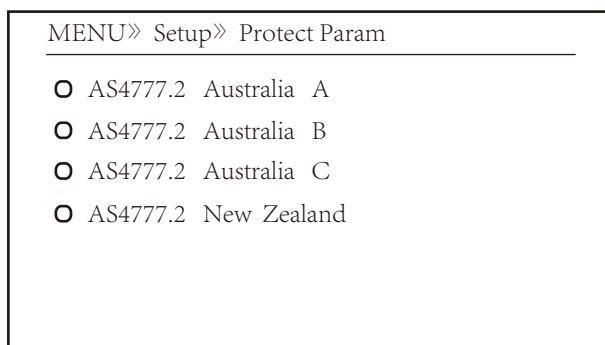 MENU» Setup» Protect Param
AS4777.2 Australia A
AS4777.2 Australia B
AS4777.2 Australia C
AS4777.2 New Zealand